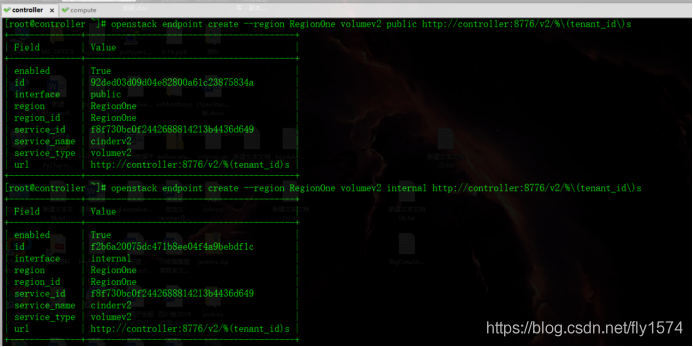 controller compute
[root@controller ~]# openstack endpoint create --region RegionOne volumev2 public http://controller:8776/v2/%\(tenant_id\)s
+--------------+----------------------------------------+
| Field | Value |
+--------------+----------------------------------------+
| enabled | True |
| id | 92ded03d09d04e82800a61c23875834a |
| interface | public |
| region | RegionOne |
| region_id | RegionOne |
| service_id | f8f730bc0f2442688814213b4436d649 |
| service_name | cinderv2 |
| service_type | volumev2 |
| url | http://controller:8776/v2/%(tenant_id)s |
+--------------+----------------------------------------+
[root@controller ~]# openstack endpoint create --region RegionOne volumev2 internal http://controller:8776/v2/%\(tenant_id\)s
+--------------+----------------------------------------+
| Field | Value |
+--------------+----------------------------------------+
| enabled | True |
| id | f2b6a20075dc471b8ee04f4a9bebdf1c |
| interface | internal |
| region | RegionOne |
| region_id | RegionOne |
| service_id | f8f730bc0f2442688814213b4436d649 |
| service_name | cinderv2 |
| service_type | volumev2 |
| url | http://controller:8776/v2/%(tenant_id)s |
+--------------+----------------------------------------+
https://blog.csdn.net/fly1574